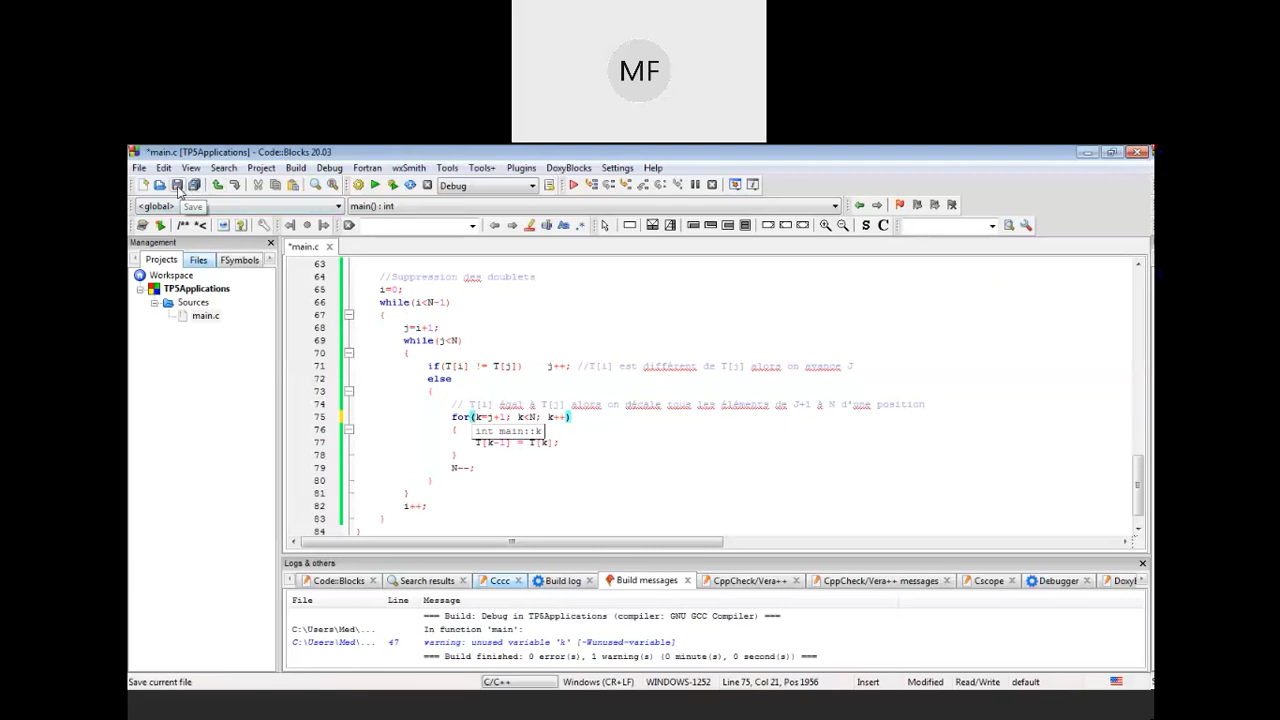 MF
*main.c [TP5Applications] - Code::Blocks 20.03
File Edit View Search Project Build Debug Fortran wxSmith Tools Tools+ Plugins DoxyBlocks Settings Help
Debug
<global> main() : int
Save
/** *<
S C
Management
Projects Files FSymbols
*main.c
Workspace
TP5Applications
Sources
main.c
63
64 //Suppression des doublets
65 i=0;
66 while(i<N-1)
67 {
68 j=i+1;
69 while(j<N)
70 {
71 if(T[i] != T[j]) j++; //T[i] est différent de T[j] alors on avance J
72 else
73 {
74 // T[i] égal à T[j] alors on décale tous les éléments de J+1 à N d'une position
75 for(k=j+1; k<N; k++)
76 {
int main::k
77 T[k-1] = T[k];
78 }
79 N--;
80 }
81 }
82 i++;
83 }
84 }
Logs & others
Code::Blocks Search results Cccc Build log Build messages CppCheck/Vera++ CppCheck/Vera++ messages Cscope Debugger DoxyB
File Line Message
=== Build: Debug in TP5Applications (compiler: GNU GCC Compiler) ===
C:\Users\Med\... In function 'main':
C:\Users\Med\... 47 warning: unused variable 'k' [-Wunused-variable]
=== Build finished: 0 error(s), 1 warning(s) (0 minute(s), 0 second(s)) ===
Save current file C/C++ Windows (CR+LF) WINDOWS-1252 Line 75, Col 21, Pos 1956 Insert Modified Read/Write default